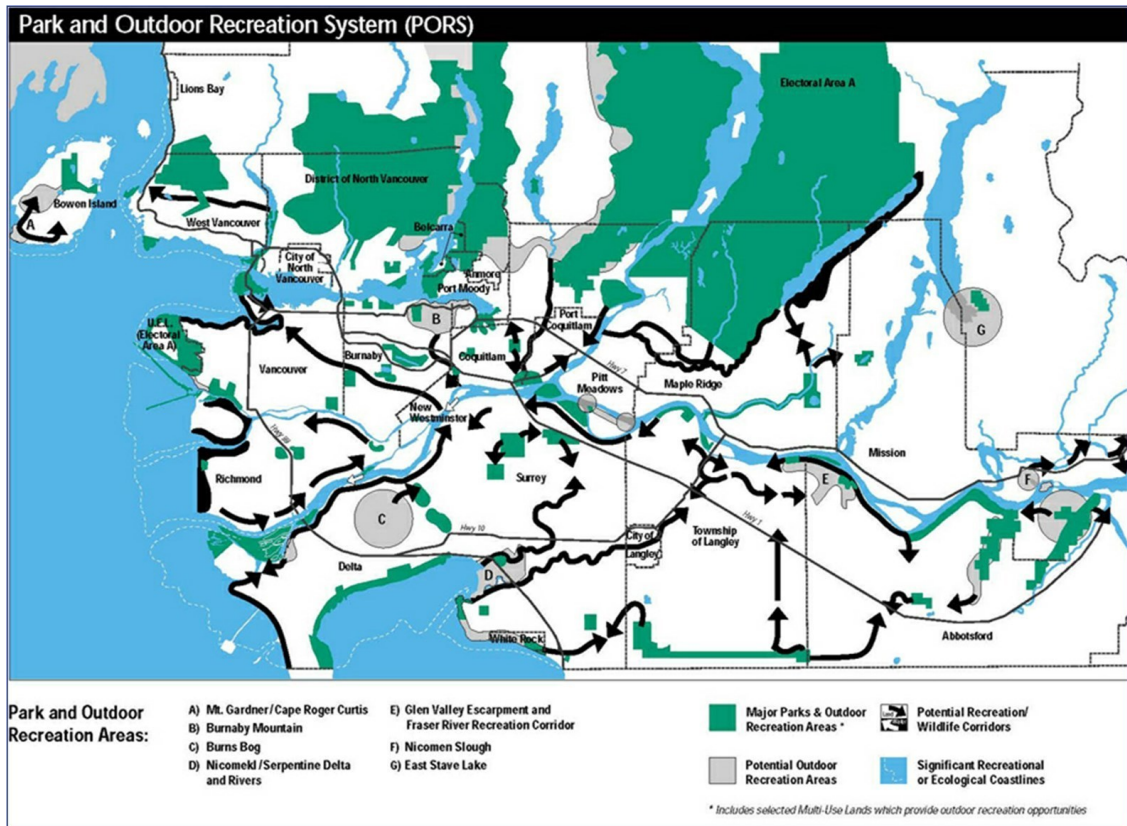 Park and Outdoor Recreation System (PORS)
Lions Bay
Electoral Area A
District of North Vancouver
Bowen Island
A
West Vancouver
Belcarra
City of
North
Vancouver
Anmore
Port Moody
B
G
U.E.L.
(Electoral
Area A)
Port
Coquitlam
Vancouver
Burnaby
Coquitlam
Hwy 7
Pitt
Meadows
Maple Ridge
New
Westminster
Hwy 99
Mission
Richmond
Surrey
E
F
C
Hwy 10
Hwy 1
City of
Langley
Township
of Langley
Delta
D
White Rock
Abbotsford
Park and Outdoor
Recreation Areas:
A) Mt. Gardner/Cape Roger Curtis
B) Burnaby Mountain
C) Burns Bog
D) Nicomekl/Serpentine Delta
and Rivers
E) Glen Valley Escarpment and
Fraser River Recreation Corridor
F) Nicomen Slough
G) East Stave Lake
Major Parks & Outdoor
Recreation Areas *
Potential Outdoor
Recreation Areas
Land
Potential Recreation/
Wildlife Corridors
Significant Recreational
or Ecological Coastlines
* Includes selected Multi-Use Lands which provide outdoor recreation opportunities